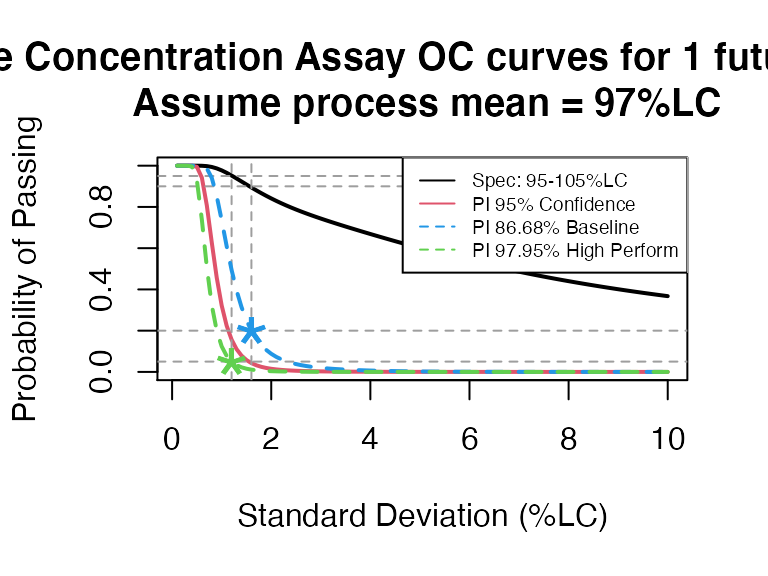 e Concentration Assay OC curves for 1 futu
Assume process mean = 97%LC
Probability of Passing
0.8
0.4
0.0
Spec: 95-105%LC
PI 95% Confidence
PI 86.68% Baseline
PI 97.95% High Perform
0 2 4 6 8 10
Standard Deviation (%LC)